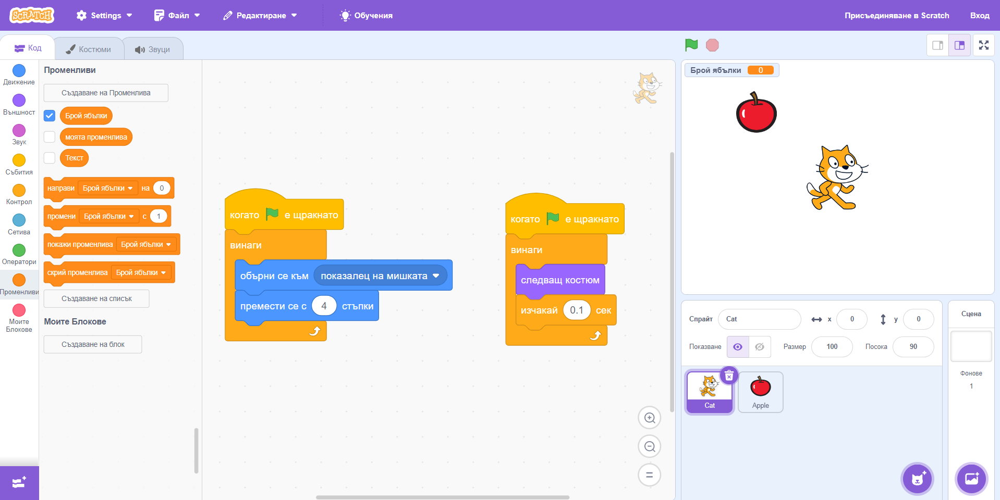 SCRATCH
Settings
Файл
Редактиране
Обучения
Присъединяване в Scratch
Вход
Код
Костюми
Звуци
Движение
Външност
Звук
Събития
Контрол
Сетива
Оператори
Променливи
Моите
Блокове
Променливи
Създаване на Променлива
Брой ябълки
моята променлива
Текст
направи Брой ябълки на 0
промени Брой ябълки с 1
покажи променлива Брой ябълки
скрий променлива Брой ябълки
Създаване на списък
Моите Блокове
Създаване на блок
когато е щракнато
винаги
обърни се към показалец на мишката
премести се с 4 стъпки
когато е щракнато
винаги
следващ костюм
изчакай 0.1 сек
Брой ябълки 0
Спрайт Cat x 0 y 0
Показване Размер 100 Посока 90
Cat
Apple
Сцена
Фонове
1